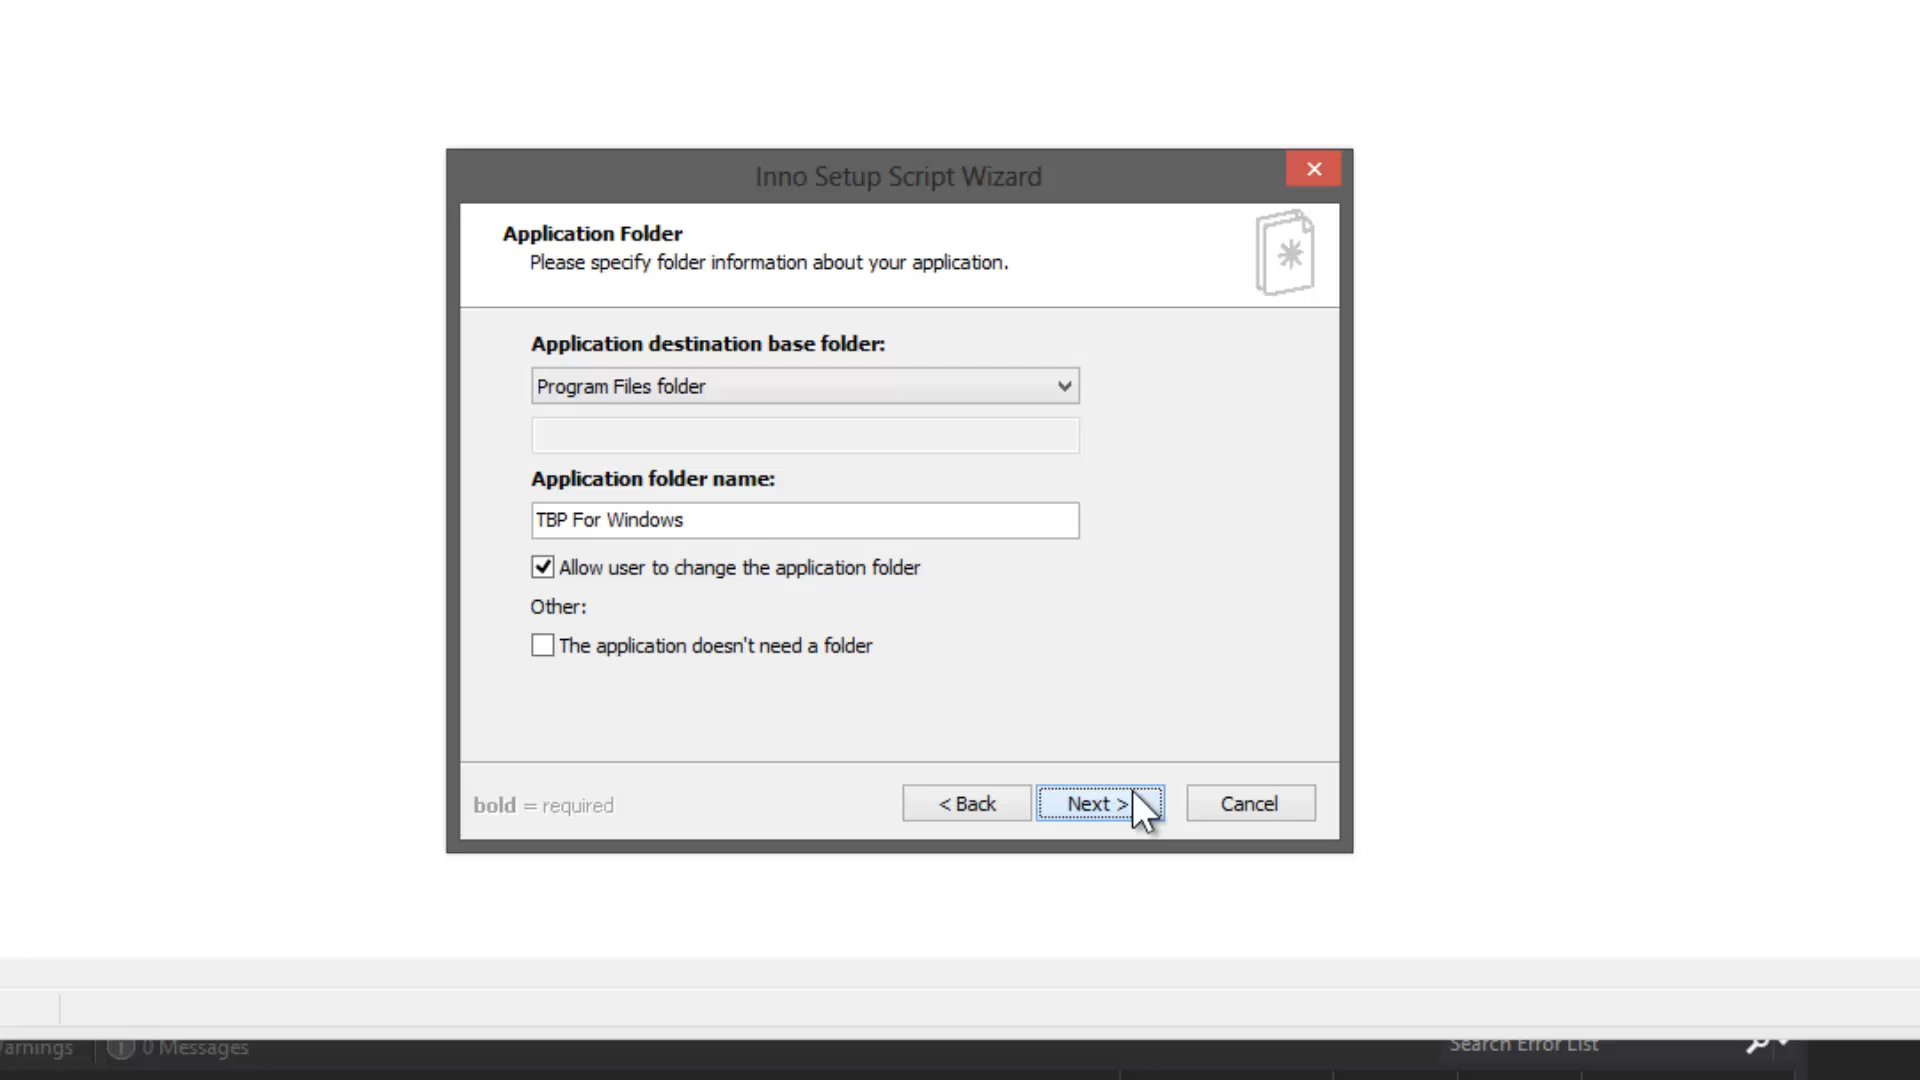 Inno Setup Script Wizard
Application Folder
Please specify folder information about your application.
Application destination base folder:
Program Files folder
Application folder name:
TBP For Windows
Allow user to change the application folder
Other:
The application doesn't need a folder
bold = required
< Back
Next >
Cancel
arnings
0 Messages
Search Error List